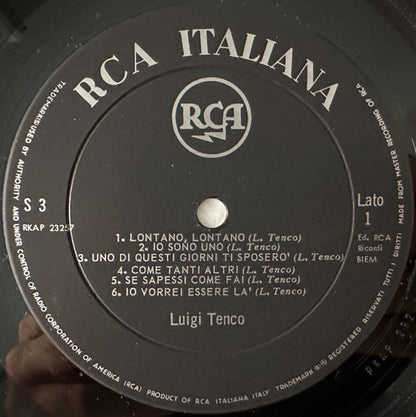 RCA ITALIANA
TRADEMARK(S) USED BY AUTHORITY AND UNDER CONTROL OF RADIO CORPORATION OF AMERICA (RCA) PRODUCT OF RCA ITALIANA ITALY TRADEMARK(S) ® REGISTERED RISERVATI TUTTI I DIRITTI MADE FROM MASTER RECORDING OF RCA
RCA
S 3
RKAP 23257
Lato
1
1. LONTANO, LONTANO (L. Tenco)
2. IO SONO UNO (L. Tenco)
3. UNO DI QUESTI GIORNI TI SPOSERO' (L. Tenco)
4. COME TANTI ALTRI (L. Tenco)
5. SE SAPESSI COME FAI (L. Tenco)
6. IO VORREI ESSERE LA' (L. Tenco)
Ed. RCA
Ricordi
BIEM
Luigi Tenco